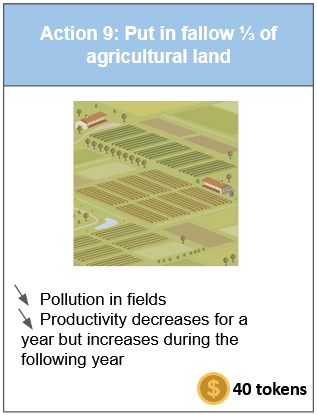 Action 9: Put in fallow ⅓ of
agricultural land
↘ Pollution in fields
↘ Productivity decreases for a
year but increases during the
following year
$ 40 tokens